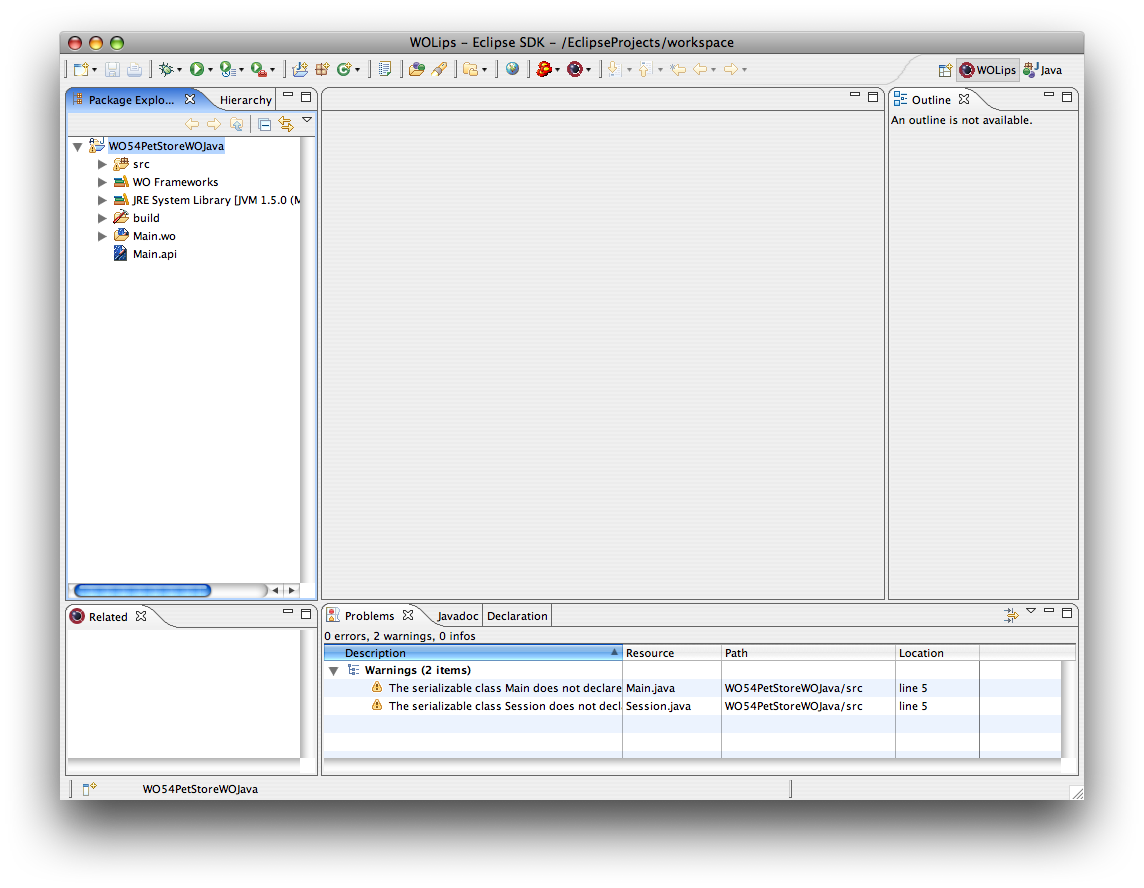 WOLips – Eclipse SDK – /EclipseProjects/workspace
WOLips Java
Package Explo... Hierarchy
Outline
An outline is not available.
WO54PetStoreWOJava
src
WO Frameworks
JRE System Library [JVM 1.5.0 (M
build
Main.wo
Main.api
Related
Problems Javadoc Declaration
0 errors, 2 warnings, 0 infos
Description Resource Path Location
Warnings (2 items)
The serializable class Main does not declare Main.java WO54PetStoreWOJava/src line 5
The serializable class Session does not decl Session.java WO54PetStoreWOJava/src line 5
WO54PetStoreWOJava